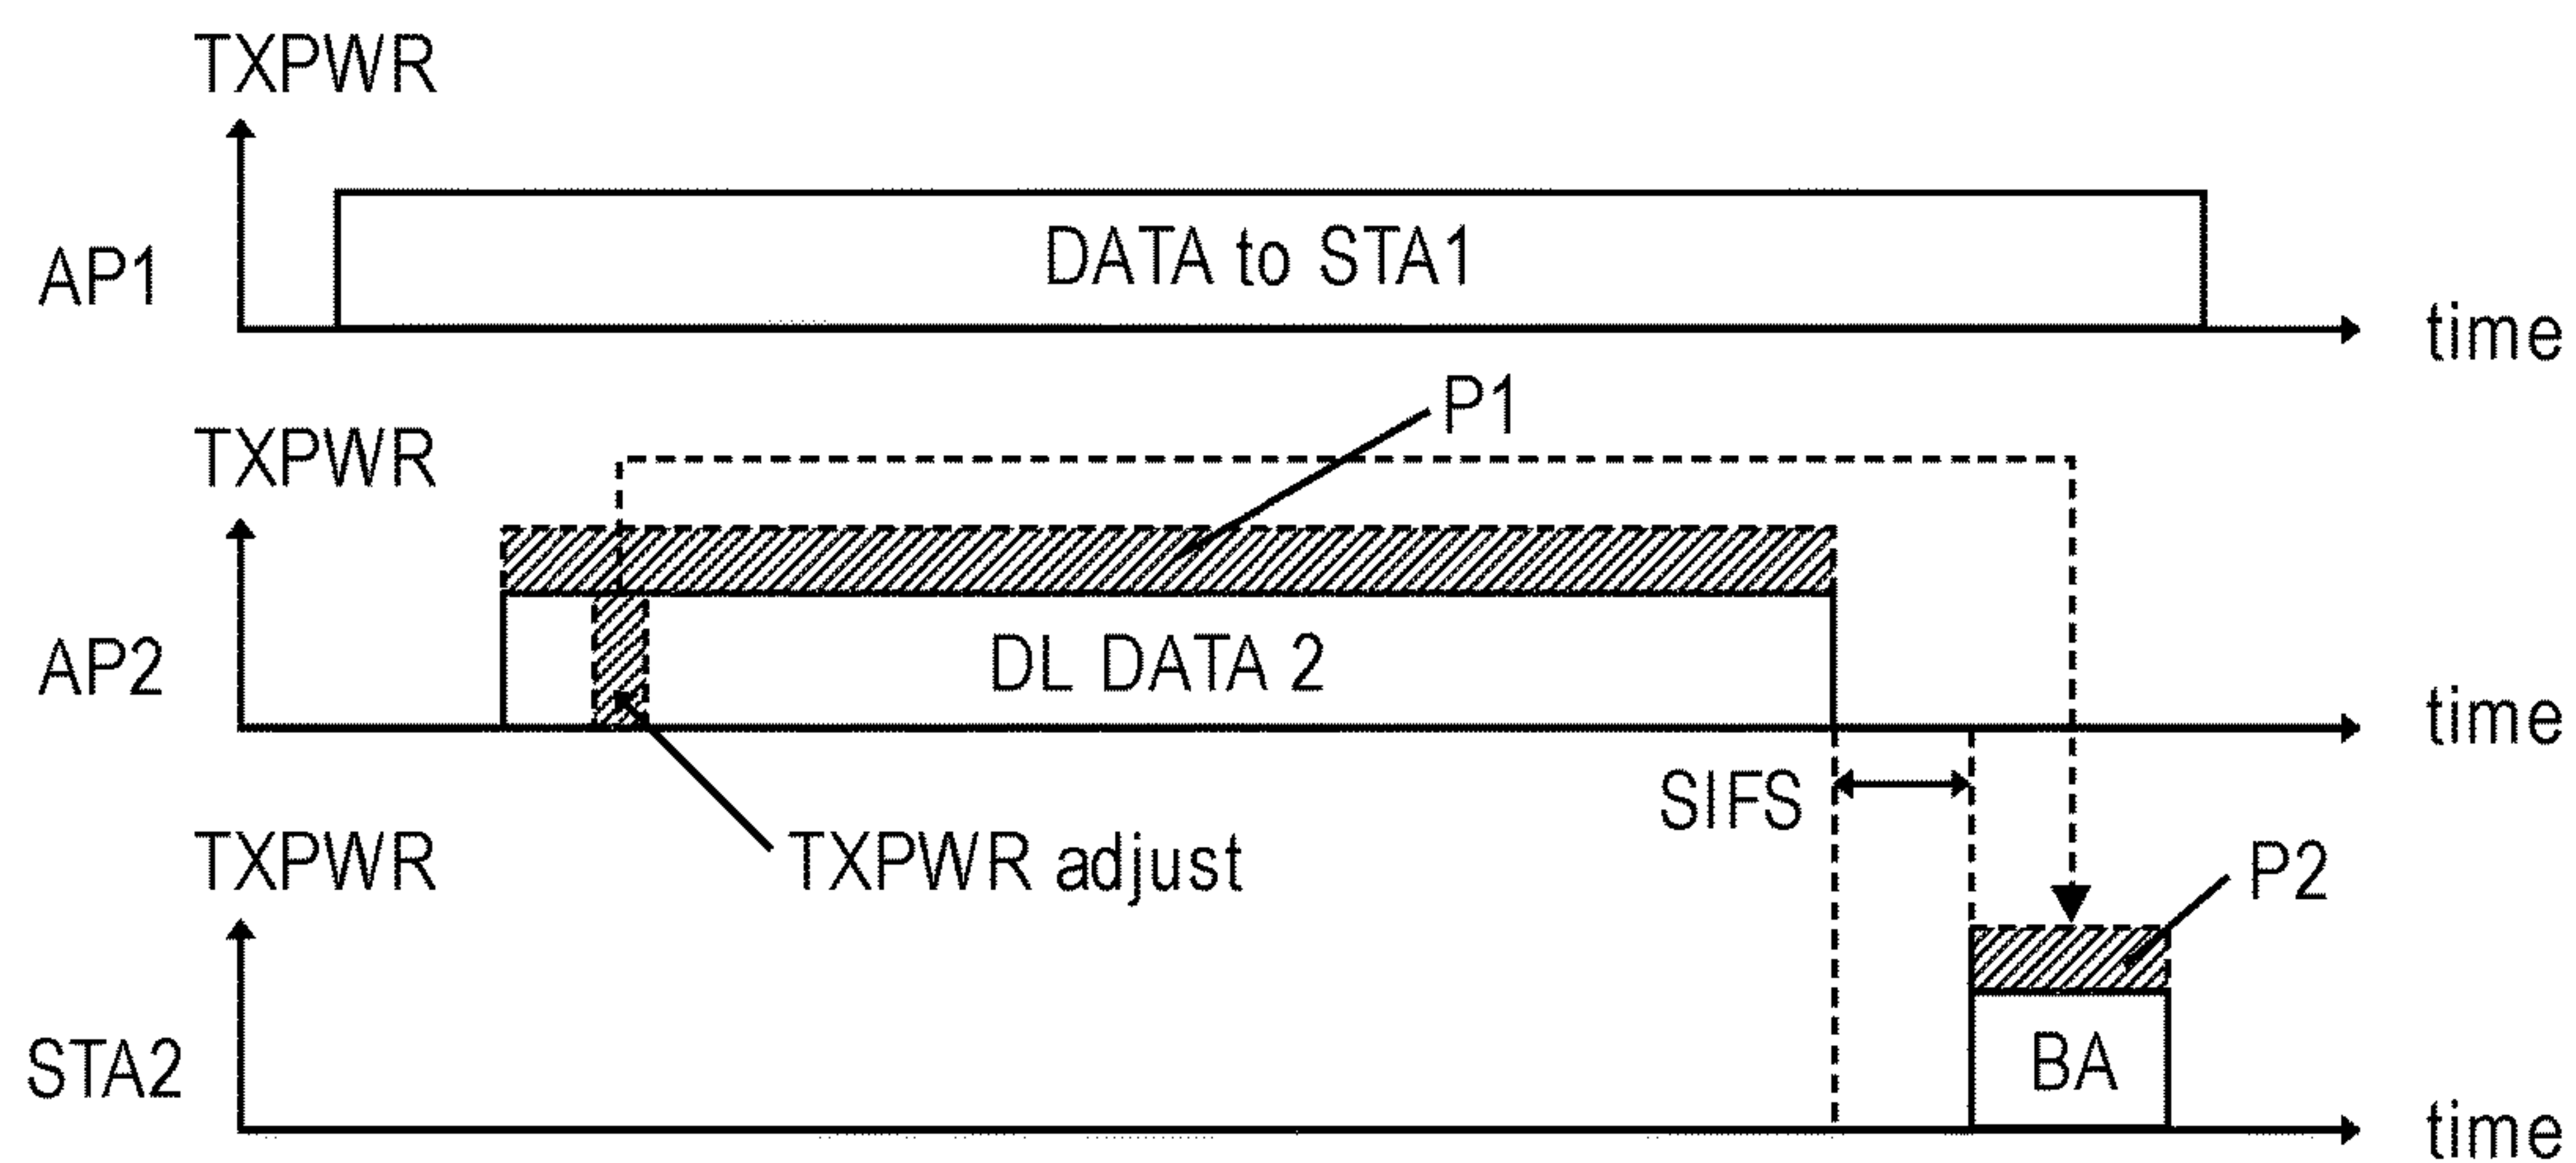 TXPWR
AP1
DATA to STA1
time
P1
TXPWR
AP2
DL DATA 2
time
SIFS
TXPWR
TXPWR adjust
P2
STA2
BA
time